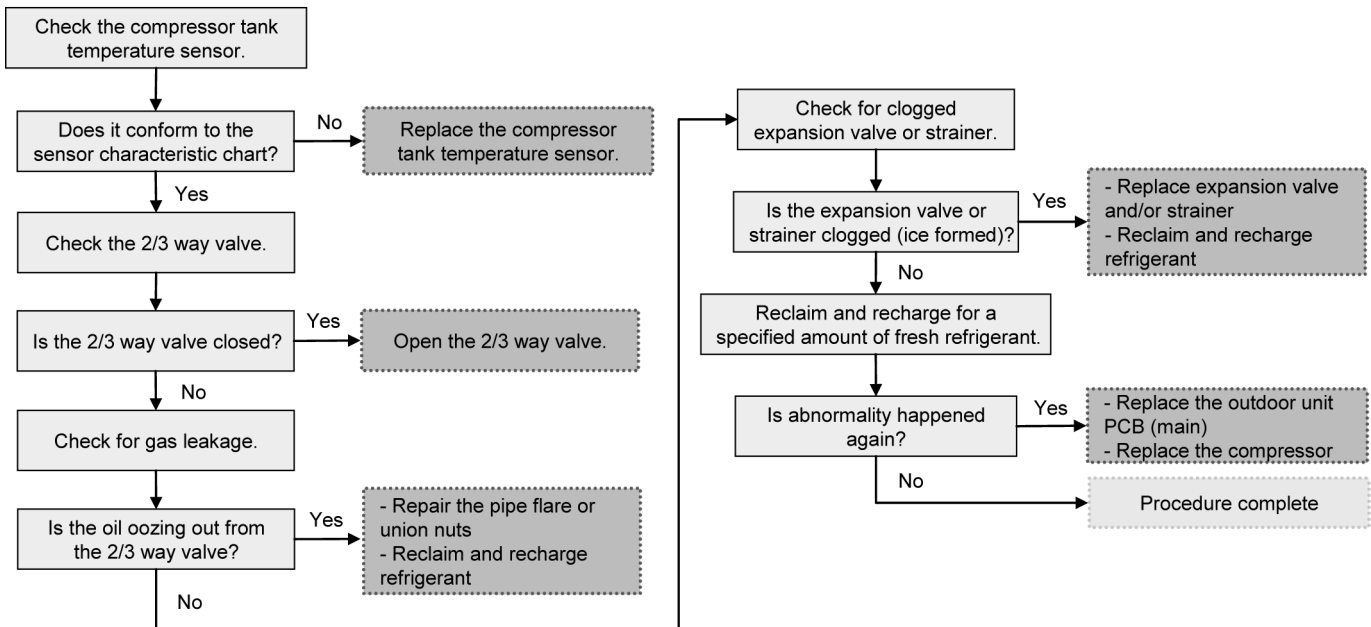 Check the compressor tank
temperature sensor.
Does it conform to the
sensor characteristic chart?
No
Replace the compressor
tank temperature sensor.
Yes
Check the 2/3 way valve.
Is the 2/3 way valve closed?
Yes
Open the 2/3 way valve.
No
Check for gas leakage.
Is the oil oozing out from
the 2/3 way valve?
Yes
- Repair the pipe flare or
union nuts
- Reclaim and recharge
refrigerant
No
Check for clogged
expansion valve or strainer.
Is the expansion valve or
strainer clogged (ice formed)?
Yes
- Replace expansion valve
and/or strainer
- Reclaim and recharge
refrigerant
No
Reclaim and recharge for a
specified amount of fresh refrigerant.
Is abnormality happened
again?
Yes
- Replace the outdoor unit
PCB (main)
- Replace the compressor
No
Procedure complete